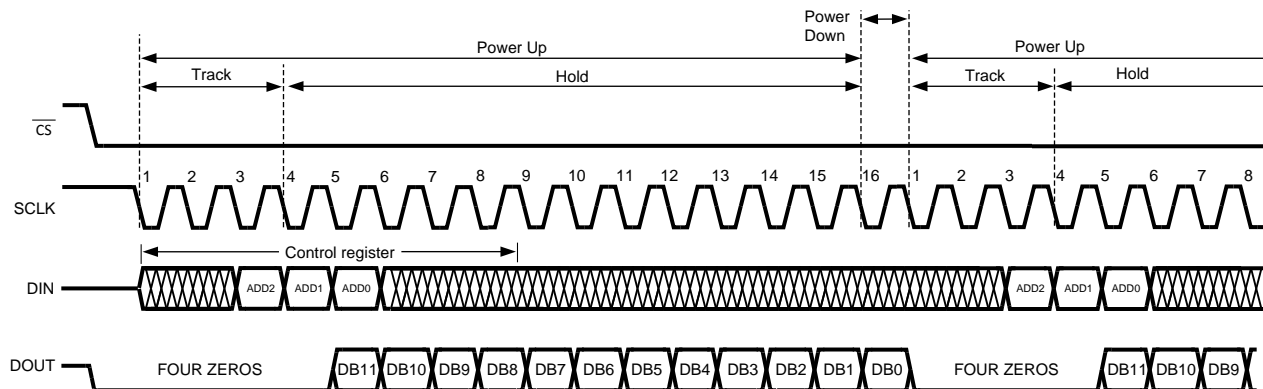 Power
Down
Power Up
Power Up
Track
Hold
Track
Hold
CS
1 2 3 4 5 6 7 8 9 10 11 12 13 14 15 16 1 2 3 4 5 6 7 8
SCLK
Control register
DIN
ADD2 ADD1 ADD0 ADD2 ADD1 ADD0
DOUT
FOUR ZEROS DB11 DB10 DB9 DB8 DB7 DB6 DB5 DB4 DB3 DB2 DB1 DB0 FOUR ZEROS DB11 DB10 DB9